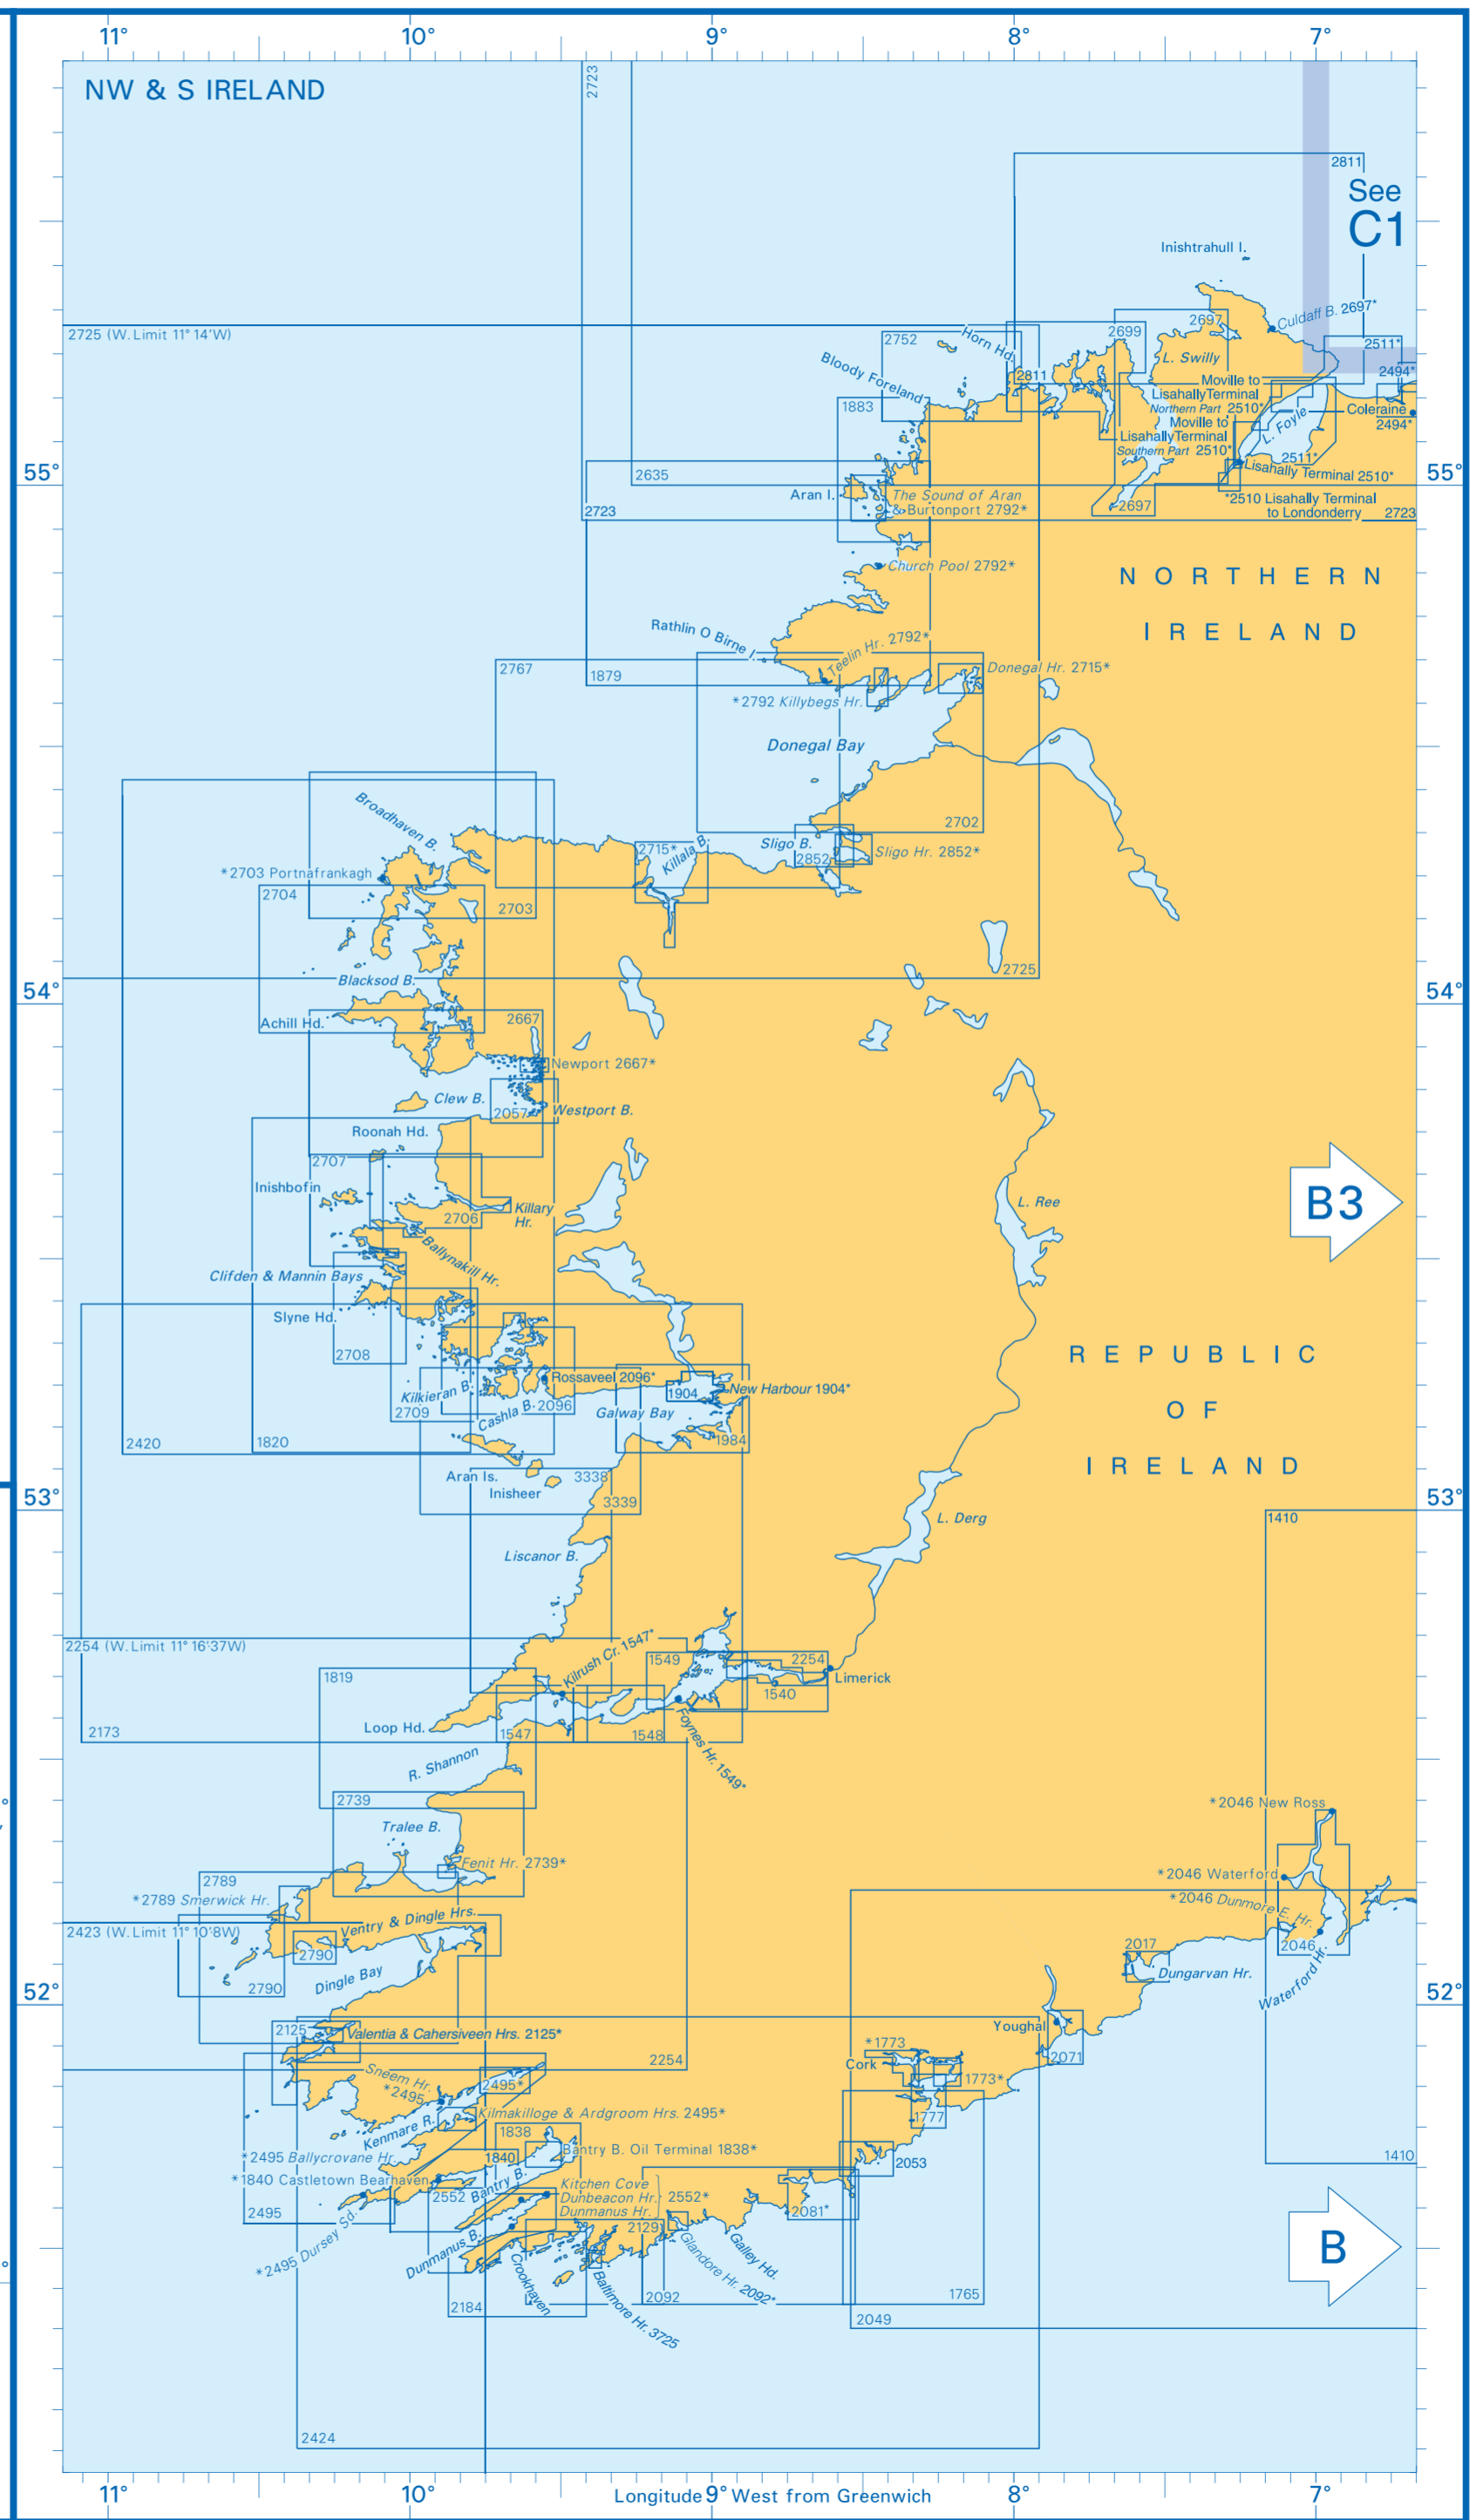 11°
10°
9°
8°
7°
NW & S IRELAND
2723
2811
See
C1
Inishtrahull I.
Culdaff B. 2697*
2725 (W. Limit 11° 14'W)
2752
Horn Hd.
2699
2697
2511*
L. Swilly
Bloody Foreland
2811
2494*
Moville to
Lisahally Terminal
Northern Part 2510*
Coleraine
2494*
1883
Moville to
Lisahally Terminal
Southern Part 2510*
L. Foyle
2511*
55°
55°
2635
Lisahally Terminal 2510*
Aran I.
The Sound of Aran
& Burtonport 2792*
*2510 Lisahally Terminal
to Londonderry
2697
2723
2723
Church Pool 2792*
NORTHERN
IRELAND
Rathlin O Birne I.
Teelin Hr. 2792*
2767
1879
Donegal Hr. 2715*
*2792 Killybegs Hr.
Donegal Bay
Broadhaven B.
2702
2715*
Killala B.
Sligo B.
2852
Sligo Hr. 2852*
*2703 Portnafrankagh
2704
2703
Blacksod B.
2725
54°
54°
Achill Hd.
2667
Newport 2667*
Clew B.
2057
Westport B.
Roonah Hd.
2707
Inishbofin
2706
Killary
Hr.
L. Ree
B3
Ballynakill Hr.
Clifden & Mannin Bays
Slyne Hd.
2708
REPUBLIC
OF
IRELAND
Rossaveel 2096*
Kilkieran B.
1904
New Harbour 1904*
2709
Cashla B.
2096
Galway Bay
2420
1820
1984
Aran Is.
3338
Inisheer
3339
53°
53°
1410
L. Derg
Liscanor B.
2254 (W. Limit 11° 16'37W)
Kilrush Cr. 1547*
1819
1549
2254
Limerick
1540
Loop Hd.
2173
1547
1548
Foynes Hr. 1549*
R. Shannon
2739
*2046 New Ross
Tralee B.
Fenit Hr. 2739*
*2046 Waterford
2789
*2789 Smerwick Hr.
*2046 Dunmore E. Hr.
2423 (W. Limit 11° 10'8W)
Ventry & Dingle Hrs.
2790
2017
2046
Dingle Bay
2790
Dungarvan Hr.
Waterford Hr.
52°
52°
2125
Valentia & Cahersiveen Hrs. 2125*
Youghal
2254
*1773
Cork
2071
Sneem Hr.
*2495
2495*
1773*
Kilmakilloge & Ardgroom Hrs. 2495*
1777
Kenmare R.
1838
*2495 Ballycrovane Hr.
1840
Bantry B. Oil Terminal 1838*
2053
1410
*1840 Castletown Bearhaven
Bantry B.
Kitchen Cove
Dunbeacon Hr.
2552*
Dunmanus Hr.
2552
2495
2081*
2129
*2495 Dursey Sd.
Dunmanus B.
Crookhaven
Glandore Hr. 2092*
Galley Hd.
B
2184
Baltimore Hr. 3725
2092
1765
2049
2424
11°
10°
Longitude 9° West from Greenwich
8°
7°